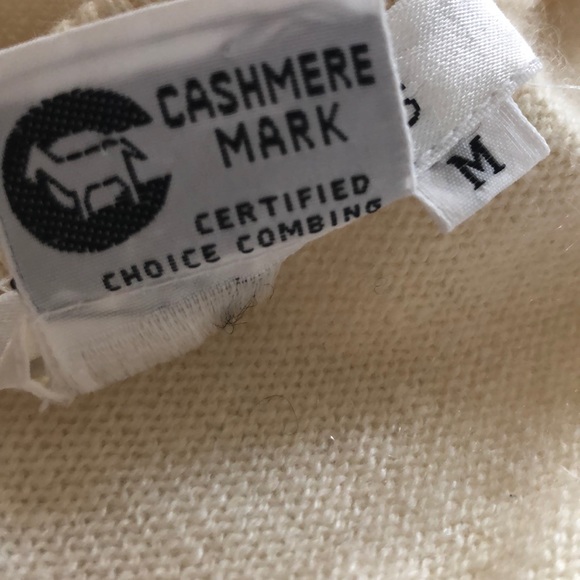 CASHMERE
MARK
CERTIFIED
CHOICE COMBING
S
M